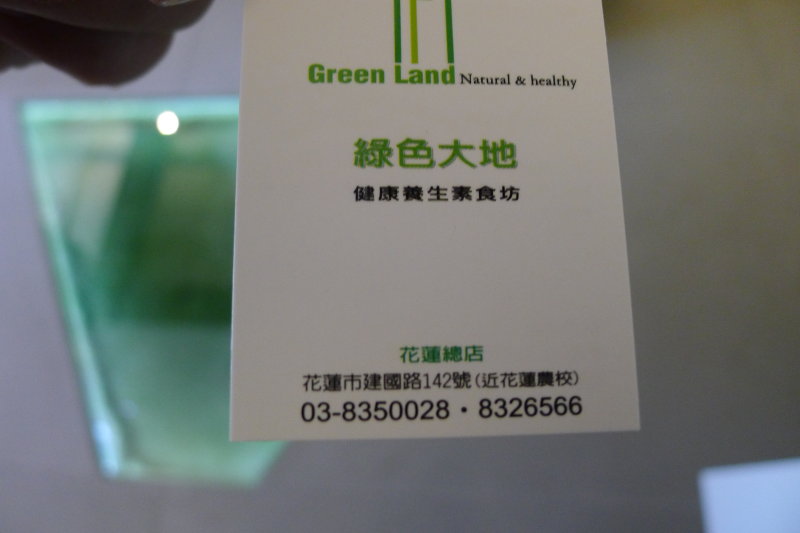 Green Land Natural & healthy
綠色大地
健康養生素食坊
花蓮總店
花蓮市建國路142號(近花蓮農校)
03-8350028・8326566